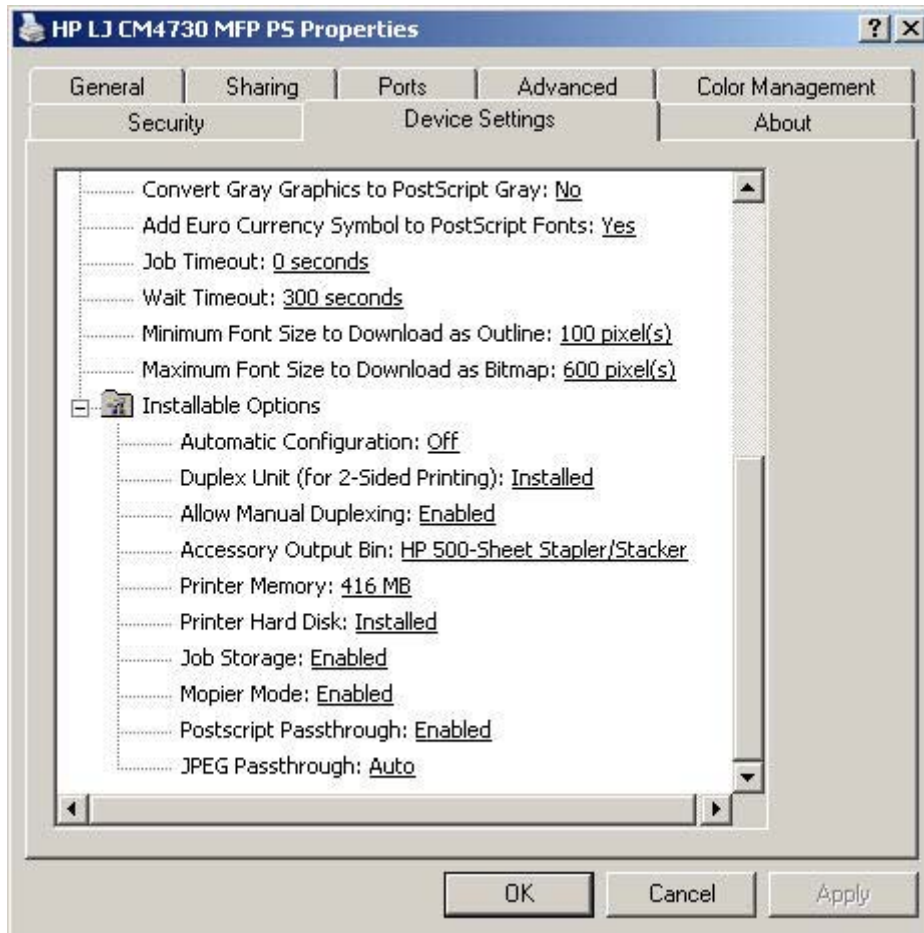 HP LJ CM4730 MFP PS Properties
General Sharing Ports Advanced Color Management
Security Device Settings About
Convert Gray Graphics to PostScript Gray: No
Add Euro Currency Symbol to PostScript Fonts: Yes
Job Timeout: 0 seconds
Wait Timeout: 300 seconds
Minimum Font Size to Download as Outline: 100 pixel(s)
Maximum Font Size to Download as Bitmap: 600 pixel(s)
Installable Options
Automatic Configuration: Off
Duplex Unit (for 2-Sided Printing): Installed
Allow Manual Duplexing: Enabled
Accessory Output Bin: HP 500-Sheet Stapler/Stacker
Printer Memory: 416 MB
Printer Hard Disk: Installed
Job Storage: Enabled
Mopier Mode: Enabled
Postscript Passthrough: Enabled
JPEG Passthrough: Auto
OK Cancel Apply